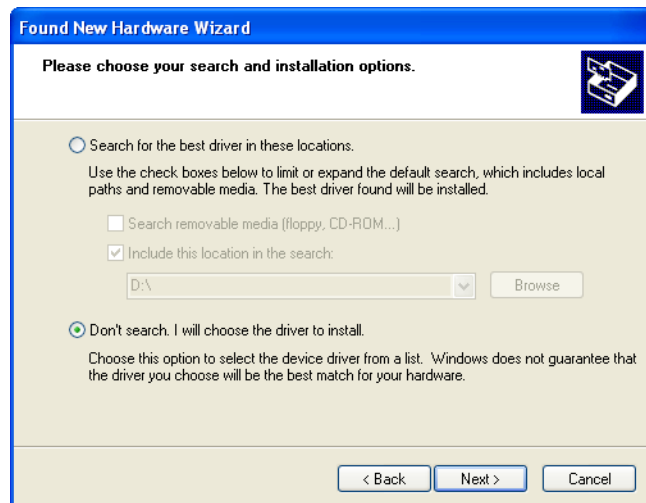 Found New Hardware Wizard
Please choose your search and installation options.
Search for the best driver in these locations.
Use the check boxes below to limit or expand the default search, which includes local
paths and removable media. The best driver found will be installed.
Search removable media (floppy, CD-ROM...)
Include this location in the search:
D:\
Browse
Don't search. I will choose the driver to install.
Choose this option to select the device driver from a list. Windows does not guarantee that
the driver you choose will be the best match for your hardware.
< Back
Next >
Cancel